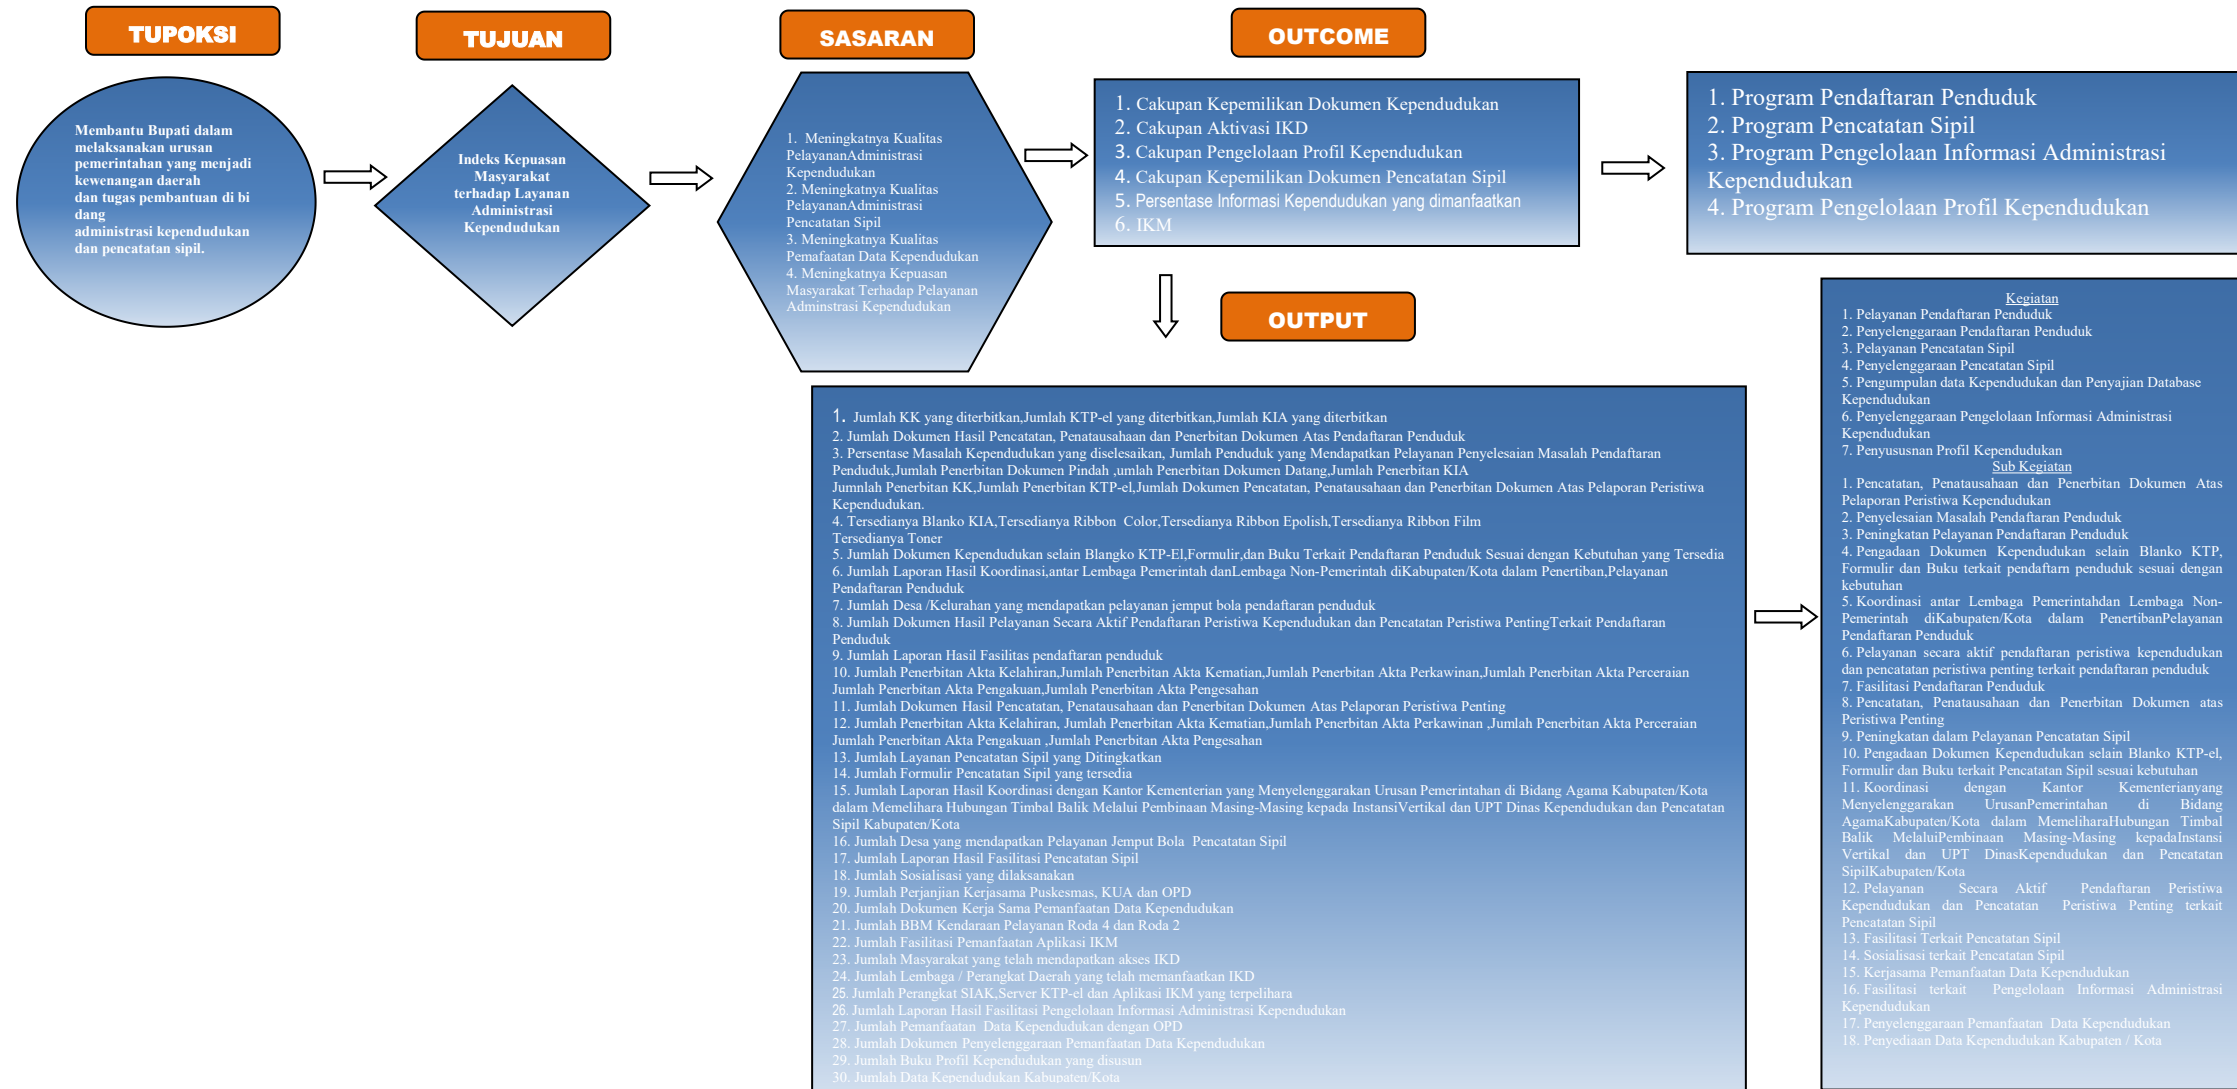 TUPOKSI
TUJUAN
SASARAN
OUTCOME
Membantu Bupati dalam
melaksanakan urusan
pemerintahan yang menjadi
kewenangan daerah
dan tugas pembantuan di bi
dang
administrasi kependudukan
dan pencatatan sipil.
Indeks Kepuasan
Masyarakat
terhadap Layanan
Administrasi
Kependudukan
1. Meningkatnya Kualitas
PelayananAdministrasi
Kependudukan
2. Meningkatnya Kualitas
PelayananAdministrasi
Pencatatan Sipil
3. Meningkatnya Kualitas
Pemafaatan Data Kependudukan
4. Meningkatnya Kepuasan
Masyarakat Terhadap Pelayanan
Adminstrasi Kependudukan
1. Cakupan Kepemilikan Dokumen Kependudukan
2. Cakupan Aktivasi IKD
3. Cakupan Pengelolaan Profil Kependudukan
4. Cakupan Kepemilikan Dokumen Pencatatan Sipil
5. Persentase Informasi Kependudukan yang dimanfaatkan
6. IKM
1. Program Pendaftaran Penduduk
2. Program Pencatatan Sipil
3. Program Pengelolaan Informasi Administrasi
Kependudukan
4. Program Pengelolaan Profil Kependudukan
OUTPUT
1. Jumlah KK yang diterbitkan,Jumlah KTP-el yang diterbitkan,Jumlah KIA yang diterbitkan
2. Jumlah Dokumen Hasil Pencatatan, Penatausahaan dan Penerbitan Dokumen Atas Pendaftaran Penduduk
3. Persentase Masalah Kependudukan yang diselesaikan, Jumlah Penduduk yang Mendapatkan Pelayanan Penyelesaian Masalah Pendaftaran
Penduduk,Jumlah Penerbitan Dokumen Pindah ,umlah Penerbitan Dokumen Datang,Jumlah Penerbitan KIA
Jumnlah Penerbitan KK,Jumlah Penerbitan KTP-el,Jumlah Dokumen Pencatatan, Penatausahaan dan Penerbitan Dokumen Atas Pelaporan Peristiwa
Kependudukan.
4. Tersedianya Blanko KIA,Tersedianya Ribbon Color,Tersedianya Ribbon Epolish,Tersedianya Ribbon Film
Tersedianya Toner
5. Jumlah Dokumen Kependudukan selain Blangko KTP-El,Formulir,dan Buku Terkait Pendaftaran Penduduk Sesuai dengan Kebutuhan yang Tersedia
6. Jumlah Laporan Hasil Koordinasi,antar Lembaga Pemerintah danLembaga Non-Pemerintah diKabupaten/Kota dalam Penertiban,Pelayanan
Pendaftaran Penduduk
7. Jumlah Desa /Kelurahan yang mendapatkan pelayanan jemput bola pendaftaran penduduk
8. Jumlah Dokumen Hasil Pelayanan Secara Aktif Pendaftaran Peristiwa Kependudukan dan Pencatatan Peristiwa PentingTerkait Pendaftaran
Penduduk
9. Jumlah Laporan Hasil Fasilitas pendaftaran penduduk
10. Jumlah Penerbitan Akta Kelahiran,Jumlah Penerbitan Akta Kematian,Jumlah Penerbitan Akta Perkawinan,Jumlah Penerbitan Akta Perceraian
Jumlah Penerbitan Akta Pengakuan,Jumlah Penerbitan Akta Pengesahan
11. Jumlah Dokumen Hasil Pencatatan, Penatausahaan dan Penerbitan Dokumen Atas Pelaporan Peristiwa Penting
12. Jumlah Penerbitan Akta Kelahiran, Jumlah Penerbitan Akta Kematian,Jumlah Penerbitan Akta Perkawinan ,Jumlah Penerbitan Akta Perceraian
Jumlah Penerbitan Akta Pengakuan ,Jumlah Penerbitan Akta Pengesahan
13. Jumlah Layanan Pencatatan Sipil yang Ditingkatkan
14. Jumlah Formulir Pencatatan Sipil yang tersedia
15. Jumlah Laporan Hasil Koordinasi dengan Kantor Kementerian yang Menyelenggarakan Urusan Pemerintahan di Bidang Agama Kabupaten/Kota
dalam Memelihara Hubungan Timbal Balik Melalui Pembinaan Masing-Masing kepada InstansiVertikal dan UPT Dinas Kependudukan dan Pencatatan
Sipil Kabupaten/Kota
16. Jumlah Desa yang mendapatkan Pelayanan Jemput Bola Pencatatan Sipil
17. Jumlah Laporan Hasil Fasilitasi Pencatatan Sipil
18. Jumlah Sosialisasi yang dilaksanakan
19. Jumlah Perjanjian Kerjasama Puskesmas, KUA dan OPD
20. Jumlah Dokumen Kerja Sama Pemanfaatan Data Kependudukan
21. Jumlah BBM Kendaraan Pelayanan Roda 4 dan Roda 2
22. Jumlah Fasilitasi Pemanfaatan Aplikasi IKM
23. Jumlah Masyarakat yang telah mendapatkan akses IKD
24. Jumlah Lembaga / Perangkat Daerah yang telah memanfaatkan IKD
25. Jumlah Perangkat SIAK,Server KTP-el dan Aplikasi IKM yang terpelihara
26. Jumlah Laporan Hasil Fasilitasi Pengelolaan Informasi Administrasi Kependudukan
27. Jumlah Pemanfaatan Data Kependudukan dengan OPD
28. Jumlah Dokumen Penyelenggaraan Pemanfaatan Data Kependudukan
29. Jumlah Buku Profil Kependudukan yang disusun
30. Jumlah Data Kependudukan Kabupaten/Kota
Kegiatan
1. Pelayanan Pendaftaran Penduduk
2. Penyelenggaraan Pendaftaran Penduduk
3. Pelayanan Pencatatan Sipil
4. Penyelenggaraan Pencatatan Sipil
5. Pengumpulan data Kependudukan dan Penyajian Database
Kependudukan
6. Penyelenggaraan Pengelolaan Informasi Administrasi
Kependudukan
7. Penyususnan Profil Kependudukan
Sub Kegiatan
1. Pencatatan, Penatausahaan dan Penerbitan Dokumen Atas
Pelaporan Peristiwa Kependudukan
2. Penyelesaian Masalah Pendaftaran Penduduk
3. Peningkatan Pelayanan Pendaftaran Penduduk
4. Pengadaan Dokumen Kependudukan selain Blanko KTP,
Formulir dan Buku terkait pendaftarn penduduk sesuai dengan
kebutuhan
5. Koordinasi antar Lembaga Pemerintahdan Lembaga Non-
Pemerintah diKabupaten/Kota dalam PenertibanPelayanan
Pendaftaran Penduduk
6. Pelayanan secara aktif pendaftaran peristiwa kependudukan
dan pencatatan peristiwa penting terkait pendaftaran penduduk
7. Fasilitasi Pendaftaran Penduduk
8. Pencatatan, Penatausahaan dan Penerbitan Dokumen atas
Peristiwa Penting
9. Peningkatan dalam Pelayanan Pencatatan Sipil
10. Pengadaan Dokumen Kependudukan selain Blanko KTP-el,
Formulir dan Buku terkait Pencatatan Sipil sesuai kebutuhan
11. Koordinasi dengan Kantor Kementerianyang
Menyelenggarakan UrusanPemerintahan di Bidang
AgamaKabupaten/Kota dalam MemeliharaHubungan Timbal
Balik MelaluiPembinaan Masing-Masing kepadaInstansi
Vertikal dan UPT DinasKependudukan dan Pencatatan
SipilKabupaten/Kota
12. Pelayanan Secara Aktif Pendaftaran Peristiwa
Kependudukan dan Pencatatan Peristiwa Penting terkait
Pencatatan Sipil
13. Fasilitasi Terkait Pencatatan Sipil
14. Sosialisasi terkait Pencatatan Sipil
15. Kerjasama Pemanfaatan Data Kependudukan
16. Fasilitasi terkait Pengelolaan Informasi Administrasi
Kependudukan
17. Penyelenggaraan Pemanfaatan Data Kependudukan
18. Penyediaan Data Kependudukan Kabupaten / Kota